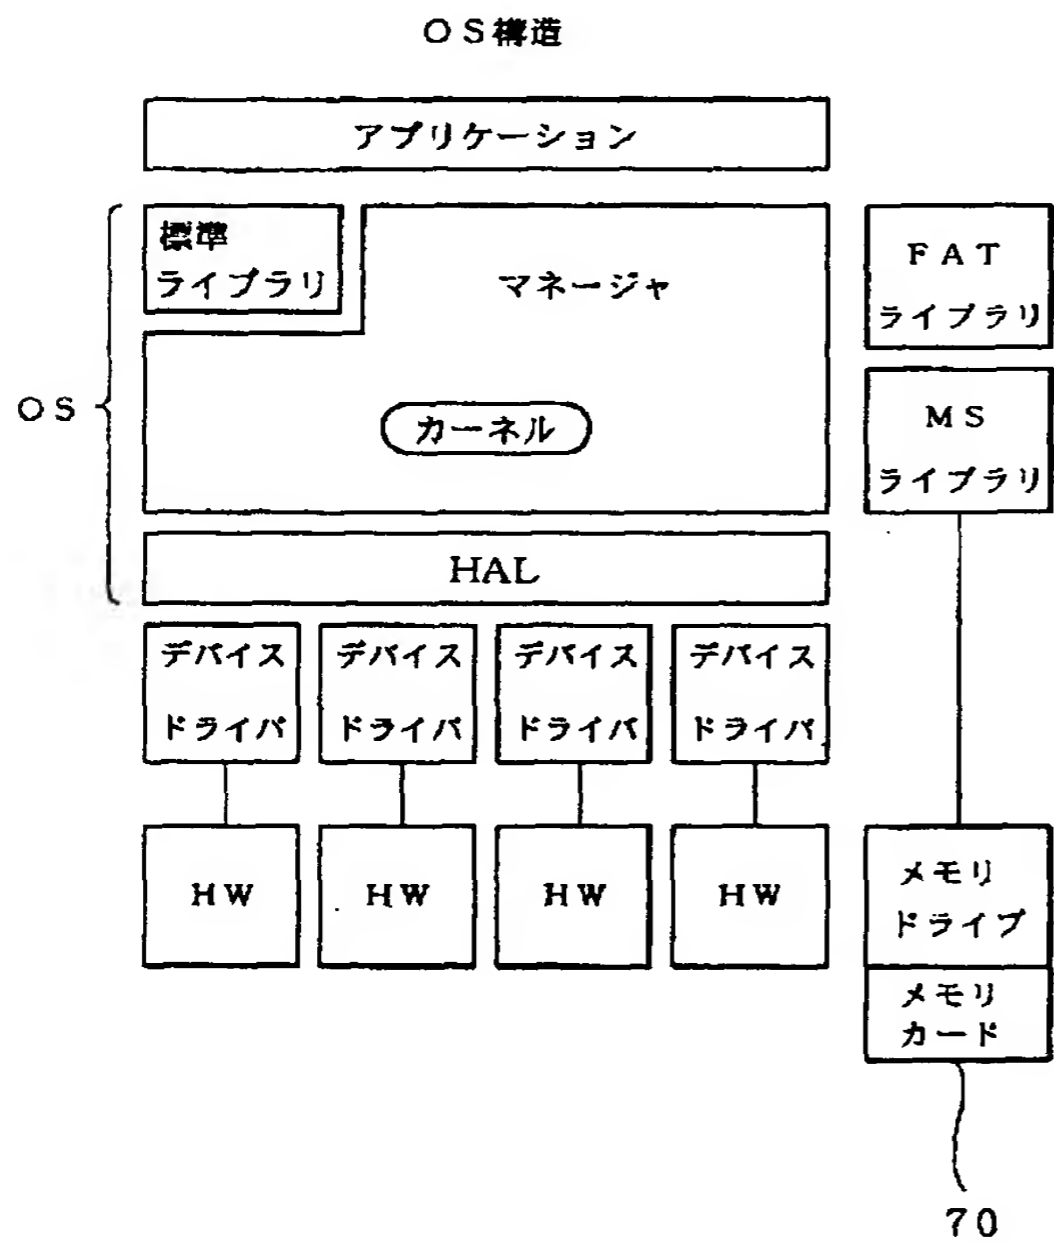 OS構造
アプリケーション
標準
ライブラリ
マネージャ
カーネル
FAT
ライブラリ
MS
ライブラリ
OS
HAL
デバイス
ドライバ
デバイス
ドライバ
デバイス
ドライバ
デバイス
ドライバ
HW
HW
HW
HW
メモリ
ドライブ
メモリ
カード
70